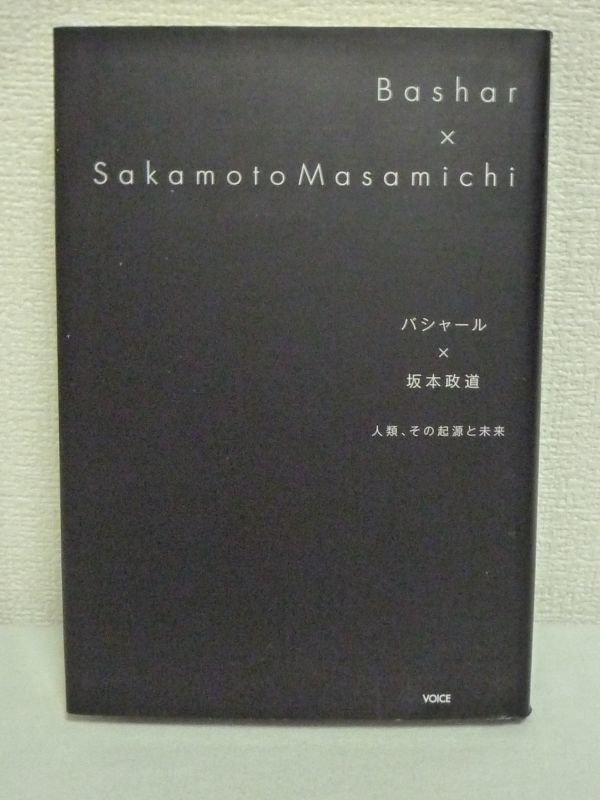 Bashar
×
SakamotoMasamichi
バシャール
×
坂本政道
人類、その起源と未来
VOICE